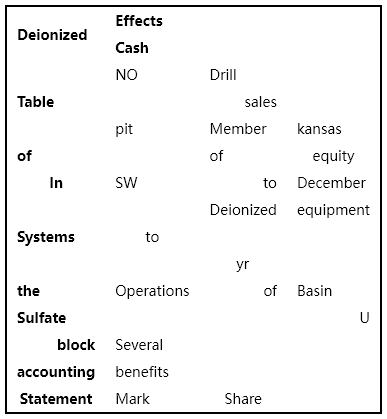 Deionized Effects
Cash
NO Drill
Table sales
pit Member kansas
of of equity
In SW to December
Deionized equipment
Systems to
yr
the Operations of Basin
Sulfate U
block Several
accounting benefits
Statement Mark Share